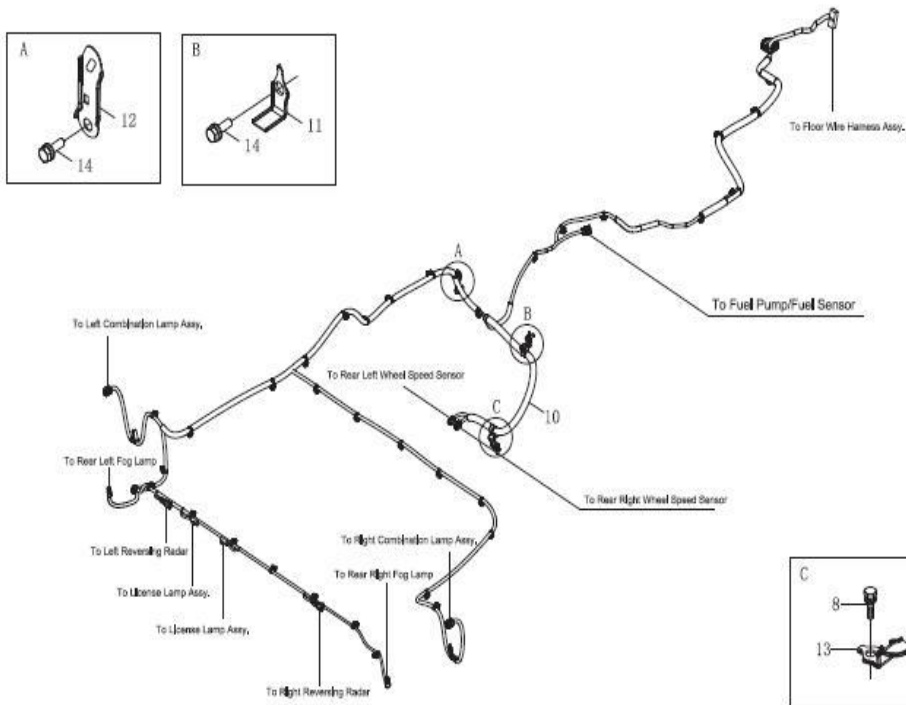 A
12
14
B
11
14
To Floor Wire Harness Assy.
A
To Fuel Pump/Fuel Sensor
B
To Left Combination Lamp Assy.
To Rear Left Wheel Speed Sensor
C
10
To Rear Left Fog Lamp
To Rear Right Wheel Speed Sensor
To Left Reversing Radar
To Right Combination Lamp Assy.
To Rear Right Fog Lamp
To License Lamp Assy.
To License Lamp Assy.
To Right Reversing Radar
C
8
13